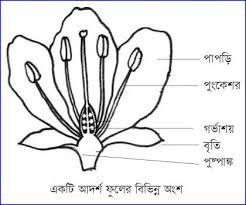 পাপড়ি
পুংকেশর
গর্ভাশয়
বৃতি
পুষ্পাক্ষ
একটি আদর্শ ফুলের বিভিন্ন অংশ